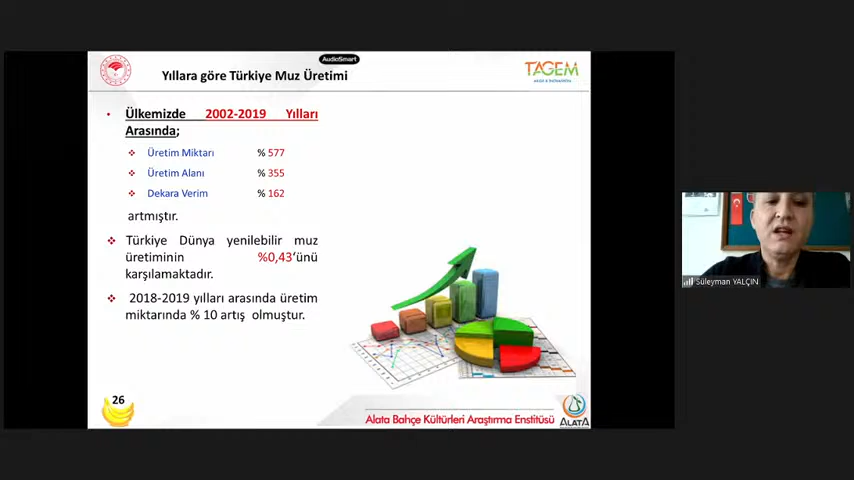 AudioSmart
Yıllara göre Türkiye Muz Üretimi
TAGEM
Ülkemizde 2002-2019 Yılları
Arasında;
Üretim Miktarı % 577
Üretim Alanı % 355
Dekara Verim % 162
artmıştır.
Türkiye Dünya yenilebilir muz
üretiminin %0,43'ünü
karşılamaktadır.
2018-2019 yılları arasında üretim
miktarında % 10 artış olmuştur.
26
Alata Bahçe Kültürleri Araştırma Enstitüsü
ALATA
Süleyman YALÇIN